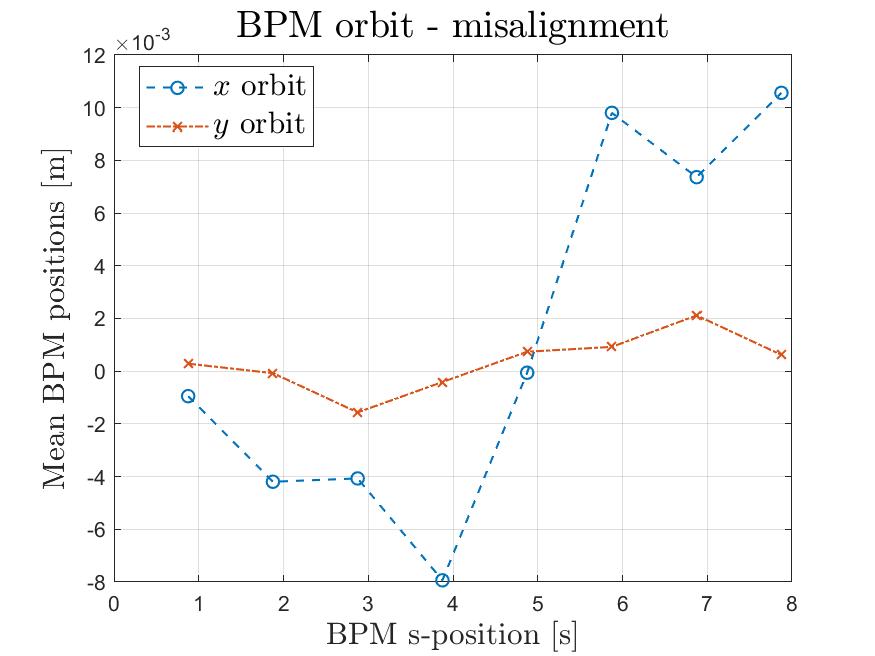 BPM orbit - misalignment
×10-3
12
10
8
6
4
2
0
-2
-4
-6
-8
Mean BPM positions [m]
x orbit
y orbit
0 1 2 3 4 5 6 7 8
BPM s-position [s]